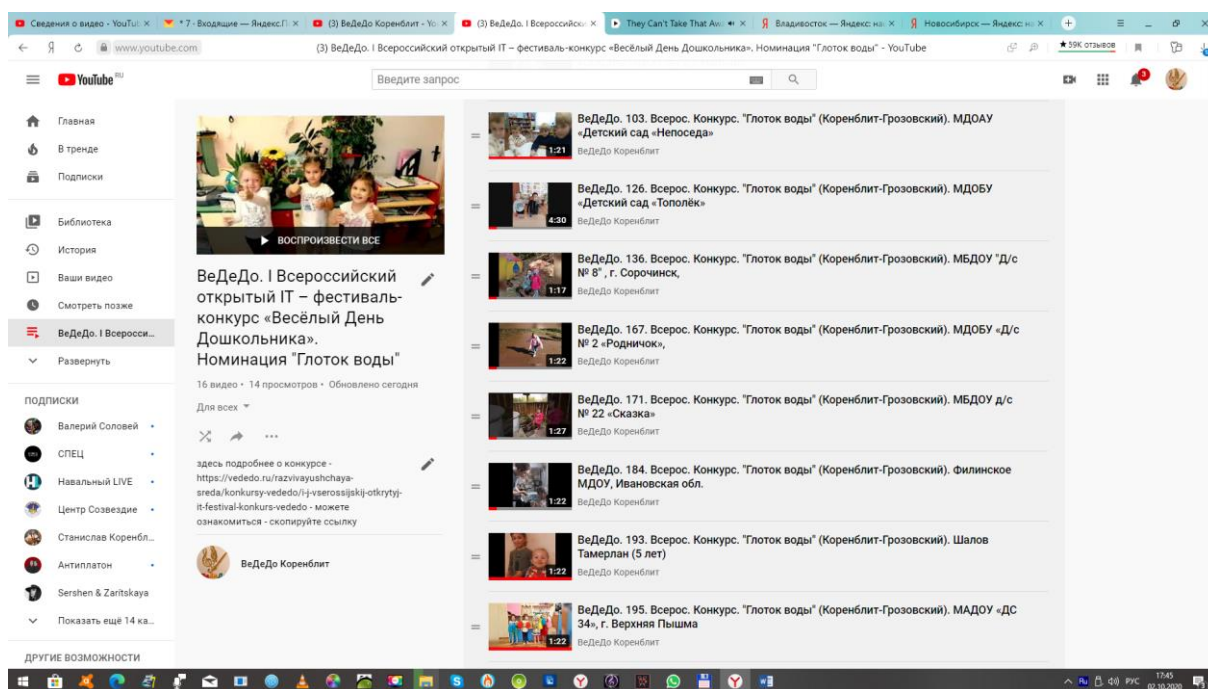 Сведения о видео - YouTub
* 7 · Входящие — Яндекс.П
(3) ВеДеДо Коренблит - Yo
(3) ВеДеДо. I Всероссийски
They Can't Take That Awa
Владивосток — Яндекс: на
Новосибирск — Яндекс: на
www.youtube.com
(3) ВеДеДо. I Всероссийский открытый IT – фестиваль-конкурс «Весёлый День Дошкольника». Номинация "Глоток воды" - YouTube
★ 59K отзывов
YouTube RU
Введите запрос
3
Главная
В тренде
Подписки
Библиотека
История
Ваши видео
Смотреть позже
ВеДеДо. I Всеросси...
Развернуть
ПОДПИСКИ
Валерий Соловей
СПЕЦ
Навальный LIVE
Центр Созвездие
Станислав Коренбл...
Антиплатон
Sershen & Zaritskaya
Показать ещё 14 ка...
ДРУГИЕ ВОЗМОЖНОСТИ
ВОСПРОИЗВЕСТИ ВСЕ
ВеДеДо. I Всероссийский
открытый IT – фестиваль-
конкурс «Весёлый День
Дошкольника».
Номинация "Глоток воды"
16 видео • 14 просмотров • Обновлено сегодня
Для всех
здесь подробнее о конкурсе -
https://vededo.ru/razvivayushchaya-
sreda/konkursy-vededo/i-j-vserossijskij-otkrytyj-
it-festival-konkurs-vededo - можете
ознакомиться - скопируйте ссылку
ВеДеДо Коренблит
ВеДеДо. 103. Всерос. Конкурс. "Глоток воды" (Коренблит-Грозовский). МДОАУ
«Детский сад «Непоседа»
1:21
ВеДеДо Коренблит
ВеДеДо. 126. Всерос. Конкурс. "Глоток воды" (Коренблит-Грозовский). МДОБУ
«Детский сад «Тополёк»
4:30
ВеДеДо Коренблит
ВеДеДо. 136. Всерос. Конкурс. "Глоток воды" (Коренблит-Грозовский). МБДОУ "Д/с
№ 8" , г. Сорочинск,
1:17
ВеДеДо Коренблит
ВеДеДо. 167. Всерос. Конкурс. "Глоток воды" (Коренблит-Грозовский). МДОБУ «Д/с
№ 2 «Родничок»,
1:22
ВеДеДо Коренблит
ВеДеДо. 171. Всерос. Конкурс. "Глоток воды" (Коренблит-Грозовский). МБДОУ д/с
№ 22 «Сказка»
1:27
ВеДеДо Коренблит
ВеДеДо. 184. Всерос. Конкурс. "Глоток воды" (Коренблит-Грозовский). Филинское
МДОУ, Ивановская обл.
1:22
ВеДеДо Коренблит
ВеДеДо. 193. Всерос. Конкурс. "Глоток воды" (Коренблит-Грозовский). Шалов
Тамерлан (5 лет)
1:22
ВеДеДо Коренблит
ВеДеДо. 195. Всерос. Конкурс. "Глоток воды" (Коренблит-Грозовский). МАДОУ «ДС
34», г. Верхняя Пышма
1:22
ВеДеДо Коренблит
Ru
РУС
17:45
02.10.2020